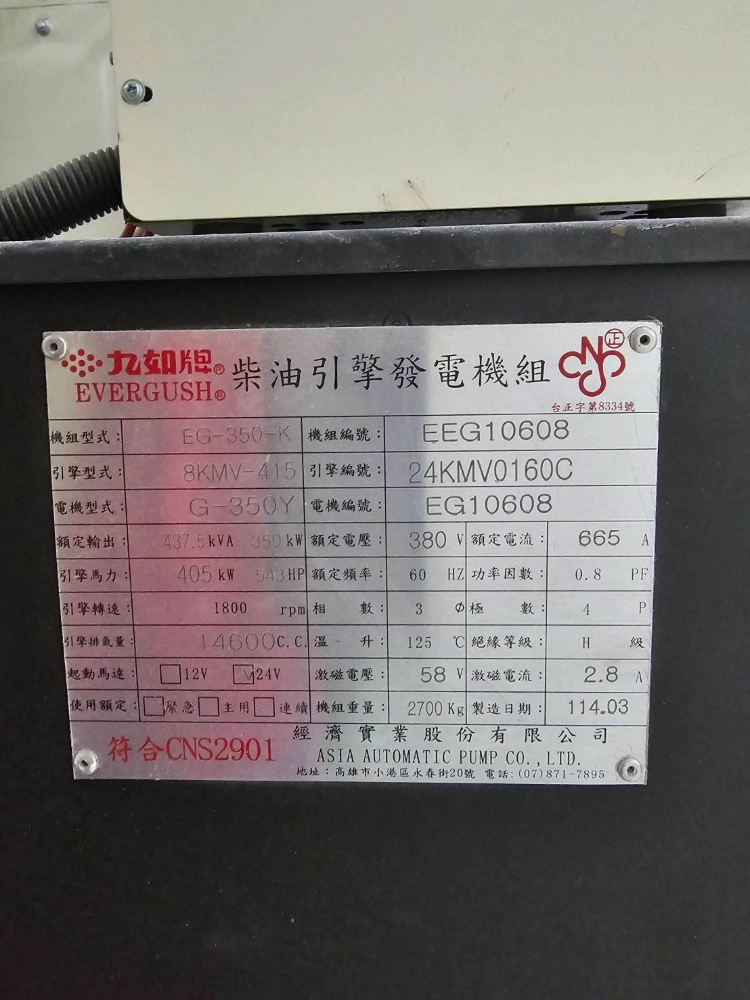 九如牌® 柴油引擎發電機組 正 CNS
EVERGUSH® 台正字第8334號
機組型式： EG-350-K 機組編號： EEG10608
引擎型式： 8KMV-415 引擎編號： 24KMV0160C
電機型式： G-350Y 電機編號： EG10608
額定輸出： 437.5kVA 350kW 額定電壓： 380 V 額定電流： 665 A
引擎馬力： 405 kW 543HP 額定頻率： 60 HZ 功率因數： 0.8 PF
引擎轉速： 1800 rpm 相數： 3 Φ 極數： 4 P
引擎排氣量： 14600C.C. 溫升： 125 ℃ 絕緣等級： H 級
起動馬達： □12V ☑24V 激磁電壓： 58 V 激磁電流： 2.8 A
使用額定： □緊急 □主用 □連續 機組重量： 2700 Kg 製造日期： 114.03
符合CNS2901 經濟實業股份有限公司
ASIA AUTOMATIC PUMP CO.,LTD.
地址：高雄市小港區永春街20號 電話:(07)871-7895